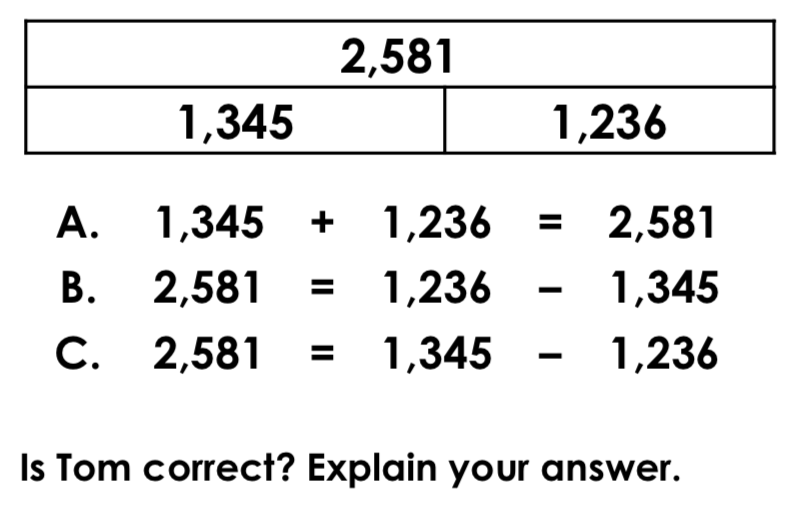 2,581
1,345 1,236
A. 1,345 + 1,236 = 2,581
B. 2,581 = 1,236 – 1,345
C. 2,581 = 1,345 – 1,236
Is Tom correct? Explain your answer.